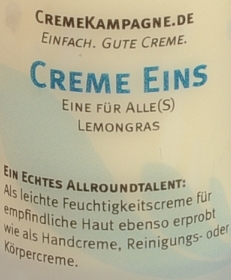 CremeKampagne.de
Einfach. Gute Creme.
Creme Eins
Eine für Alle(s)
Lemongras
Ein Echtes Allroundtalent:
Als leichte Feuchtigkeitscreme für
empfindliche Haut ebenso erprobt
wie als Handcreme, Reinigungs- oder
Körpercreme.